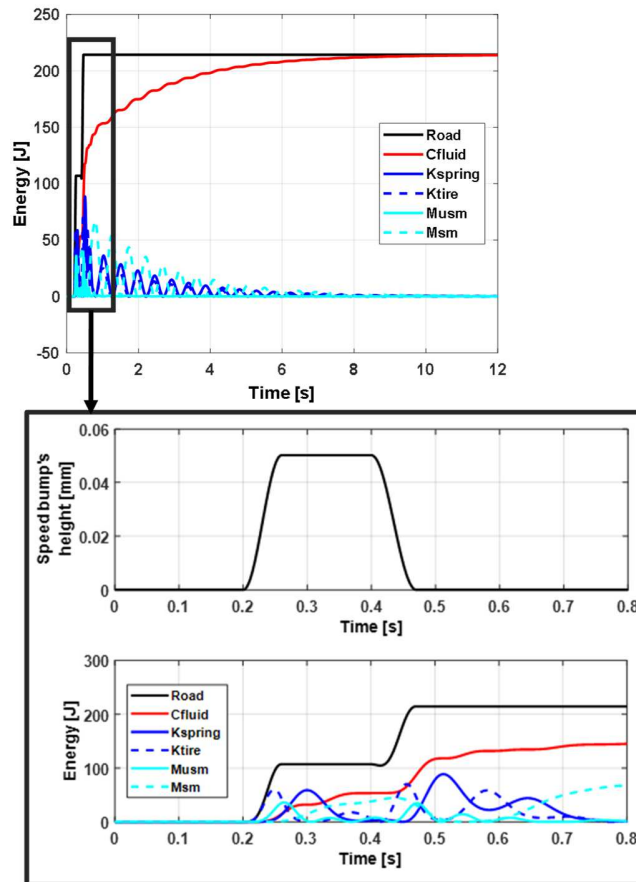 250
200
150
100
50
0
-50
Energy [J]
Road
Cfluid
Kspring
Ktire
Musm
Msm
0 2 4 6 8 10 12
Time [s]
0.06
0.04
0.02
0
Speed bump's
height [mm]
0 0.1 0.2 0.3 0.4 0.5 0.6 0.7 0.8
Time [s]
300
200
100
0
Energy [J]
Road
Cfluid
Kspring
Ktire
Musm
Msm
0 0.1 0.2 0.3 0.4 0.5 0.6 0.7 0.8
Time [s]